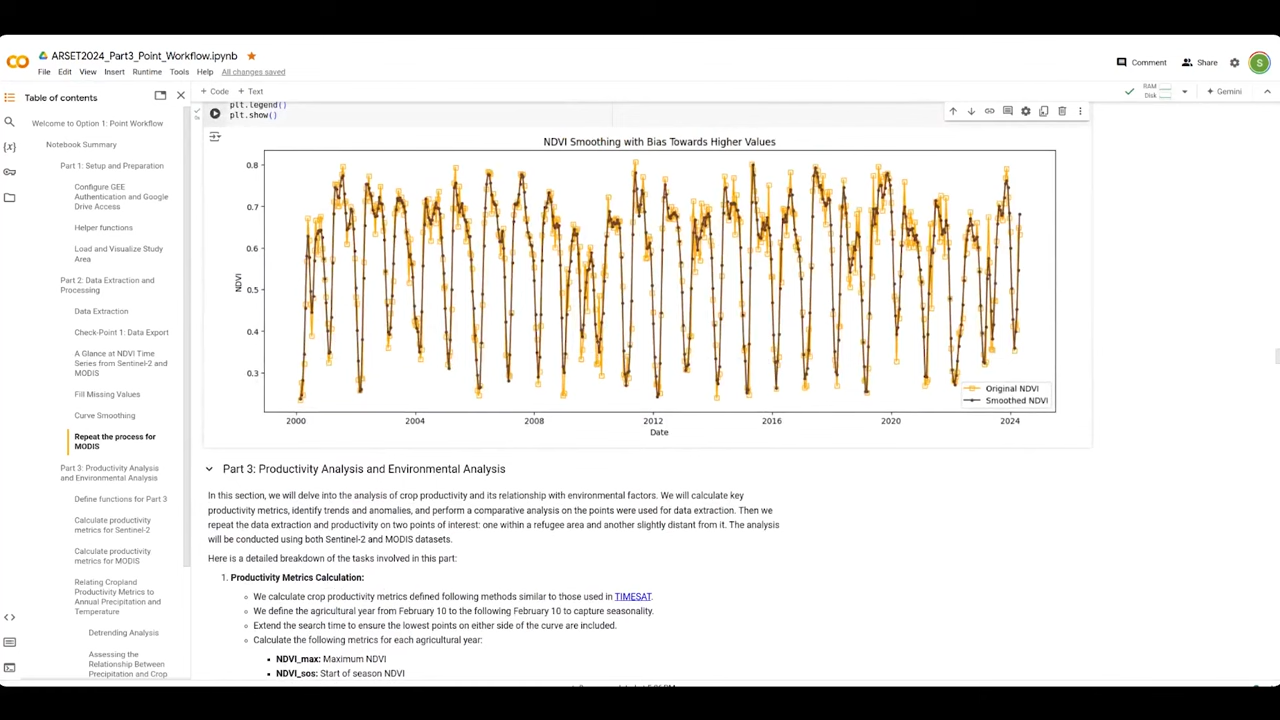 ARSET2024_Part3_Point_Workflow.ipynb
File Edit View Insert Runtime Tools Help All changes saved
Comment
Share
S
Table of contents
+ Code + Text
RAM
Disk
Gemini
Welcome to Option 1: Point Workflow
Notebook Summary
Part 1: Setup and Preparation
Configure GEE
Authentication and Google
Drive Access
Helper functions
Load and Visualize Study
Area
Part 2: Data Extraction and
Processing
Data Extraction
Check-Point 1: Data Export
A Glance at NDVI Time
Series from Sentinel-2 and
MODIS
Fill Missing Values
Curve Smoothing
Repeat the process for
MODIS
Part 3: Productivity Analysis
and Environmental Analysis
Define functions for Part 3
Calculate productivity
metrics for Sentinel-2
Calculate productivity
metrics for MODIS
Relating Cropland
Productivity Metrics to
Annual Precipitation and
Temperature
Detrending Analysis
Assessing the
Relationship Between
Precipitation and Crop
plt.legend()
plt.show()
NDVI Smoothing with Bias Towards Higher Values
0.8
0.7
0.6
0.5
0.4
0.3
NDVI
Original NDVI
Smoothed NDVI
2000 2004 2008 2012 2016 2020 2024
Date
Part 3: Productivity Analysis and Environmental Analysis
In this section, we will delve into the analysis of crop productivity and its relationship with environmental factors. We will calculate key
productivity metrics, identify trends and anomalies, and perform a comparative analysis on the points were used for data extraction. Then we
repeat the data extraction and productivity on two points of interest: one within a refugee area and another slightly distant from it. The analysis
will be conducted using both Sentinel-2 and MODIS datasets.
Here is a detailed breakdown of the tasks involved in this part:
1. Productivity Metrics Calculation:
We calculate crop productivity metrics defined following methods similar to those used in TIMESAT.
We define the agricultural year from February 10 to the following February 10 to capture seasonality.
Extend the search time to ensure the lowest points on either side of the curve are included.
Calculate the following metrics for each agricultural year:
NDVI_max: Maximum NDVI
NDVI_sos: Start of season NDVI